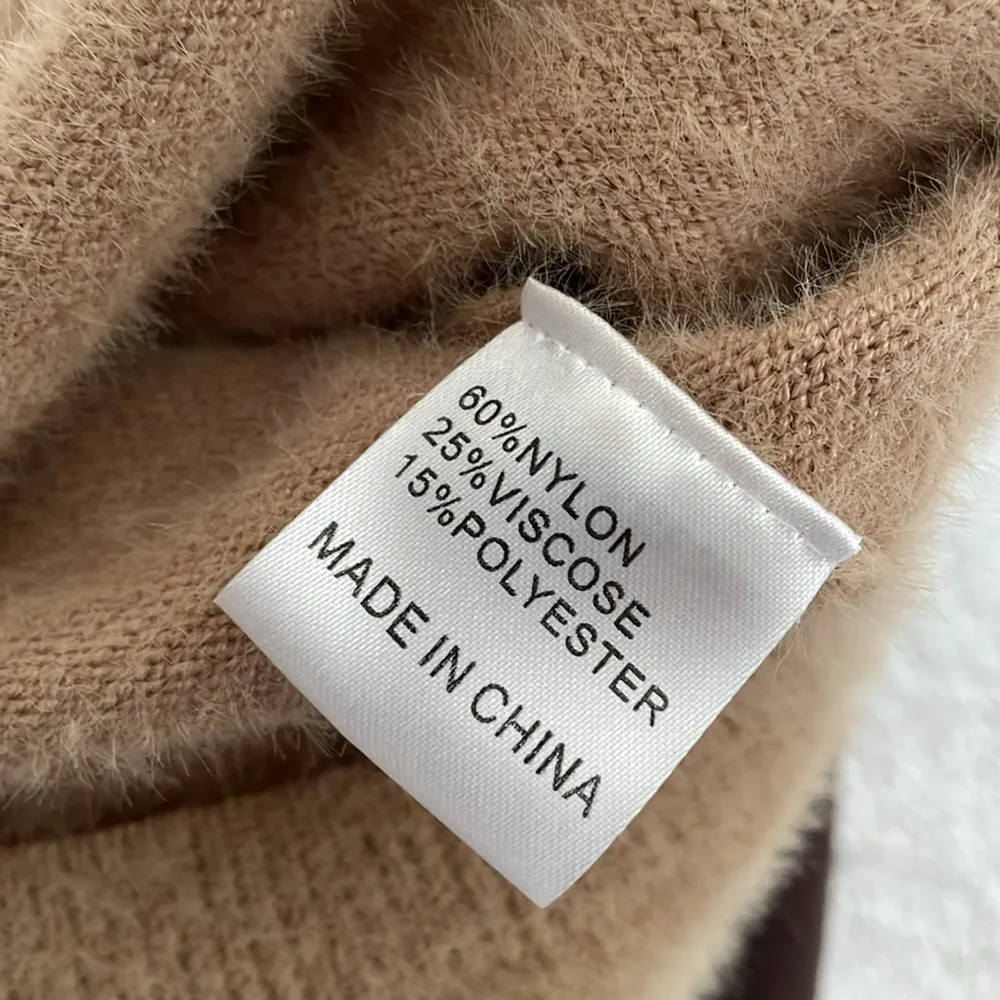 60%NYLON
25%VISCOSE
15%POLYESTER
MADE IN CHINA